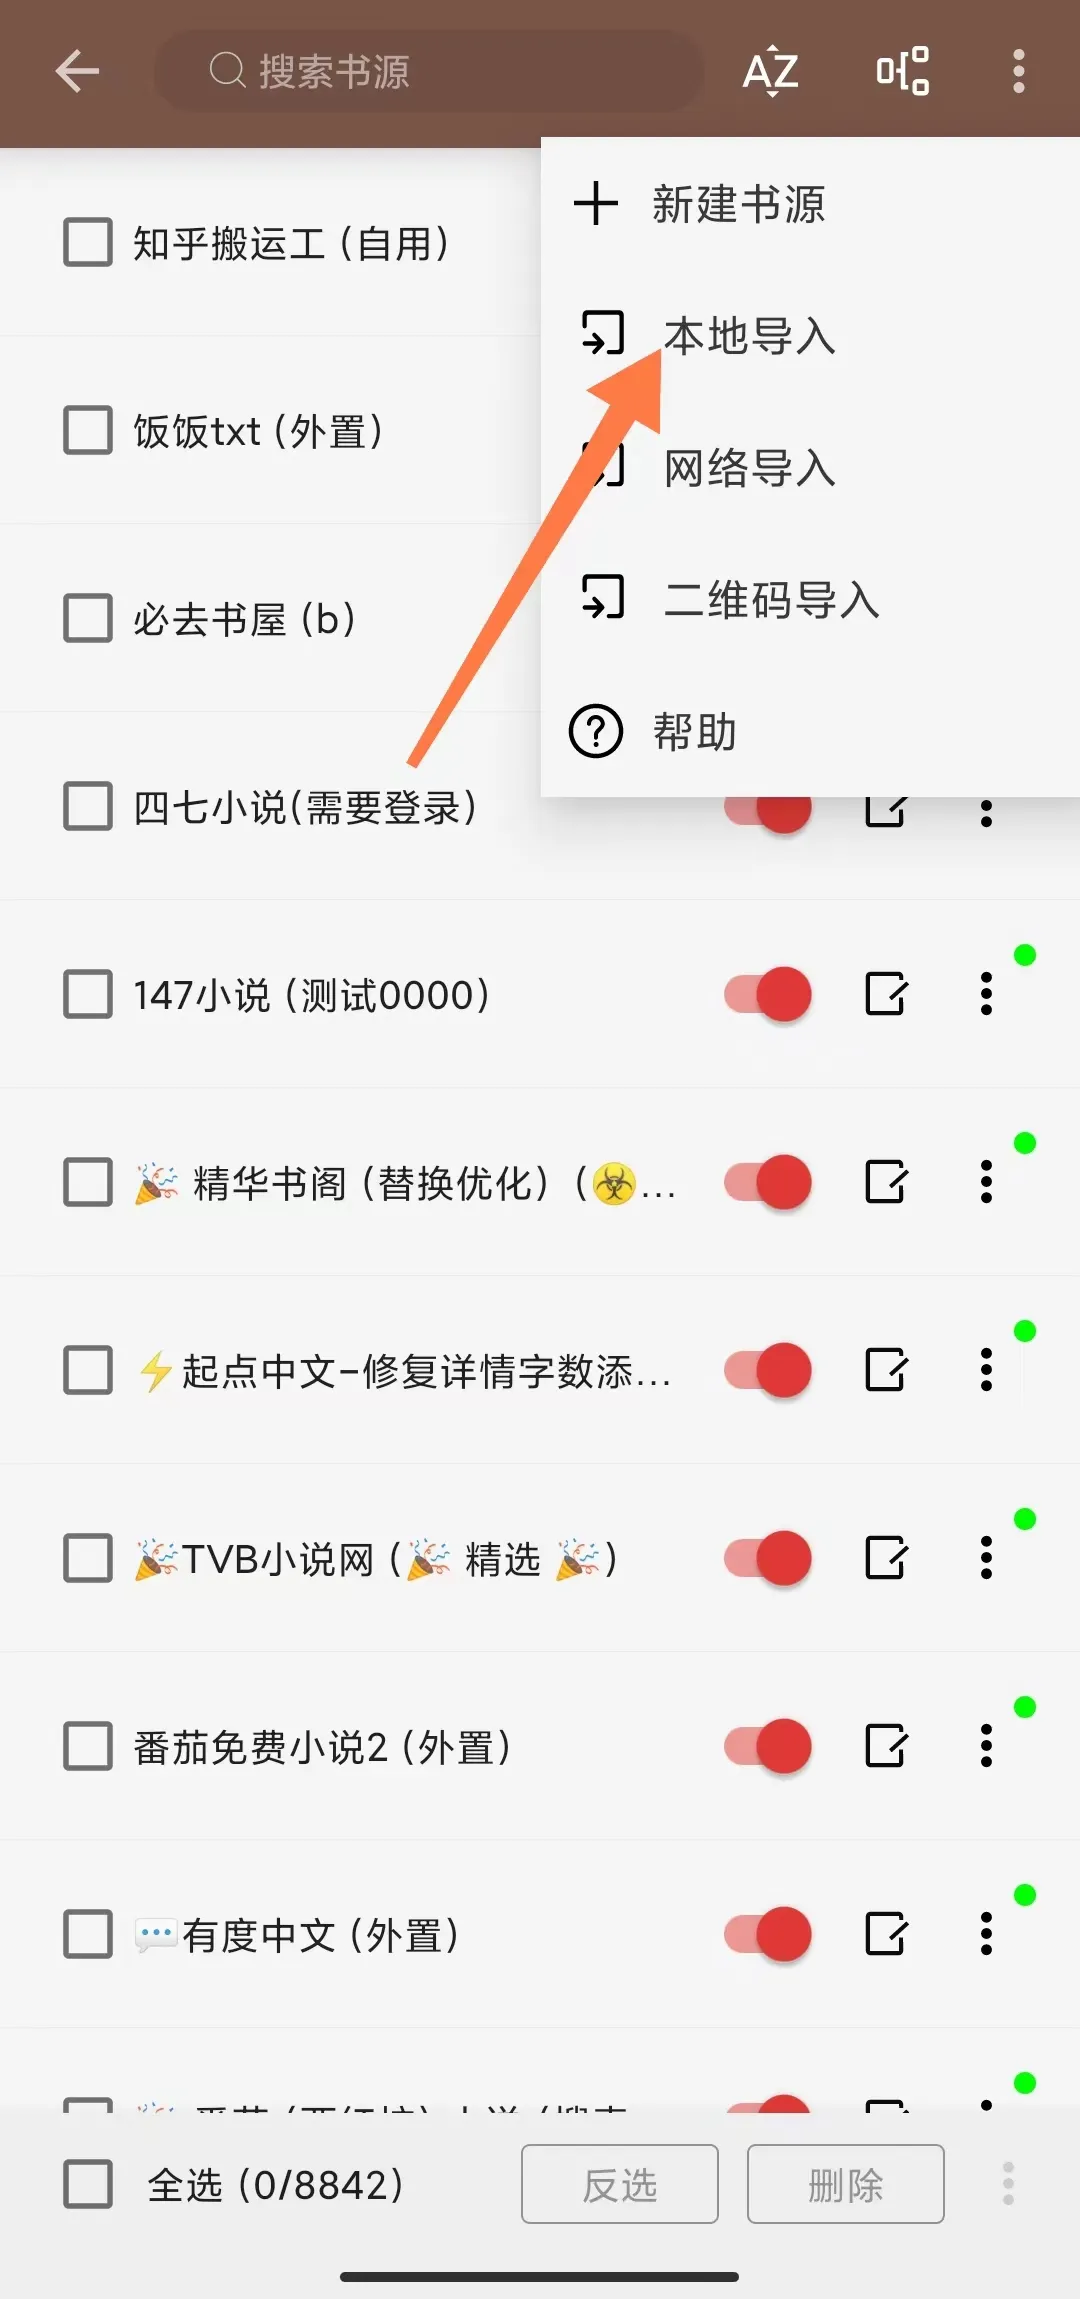 搜索书源
AZ
新建书源
知乎搬运工 (自用)
本地导入
饭饭txt (外置)
网络导入
二维码导入
必去书屋 (b)
帮助
四七小说(需要登录)
147小说 (测试0000)
🎉 精华书阁 (替换优化) (☣️...
⚡起点中文-修复详情字数添...
🎉TVB小说网 (🎉 精选 🎉)
番茄免费小说2 (外置)
💬有度中文 (外置)
全选 (0/8842)
反选
删除